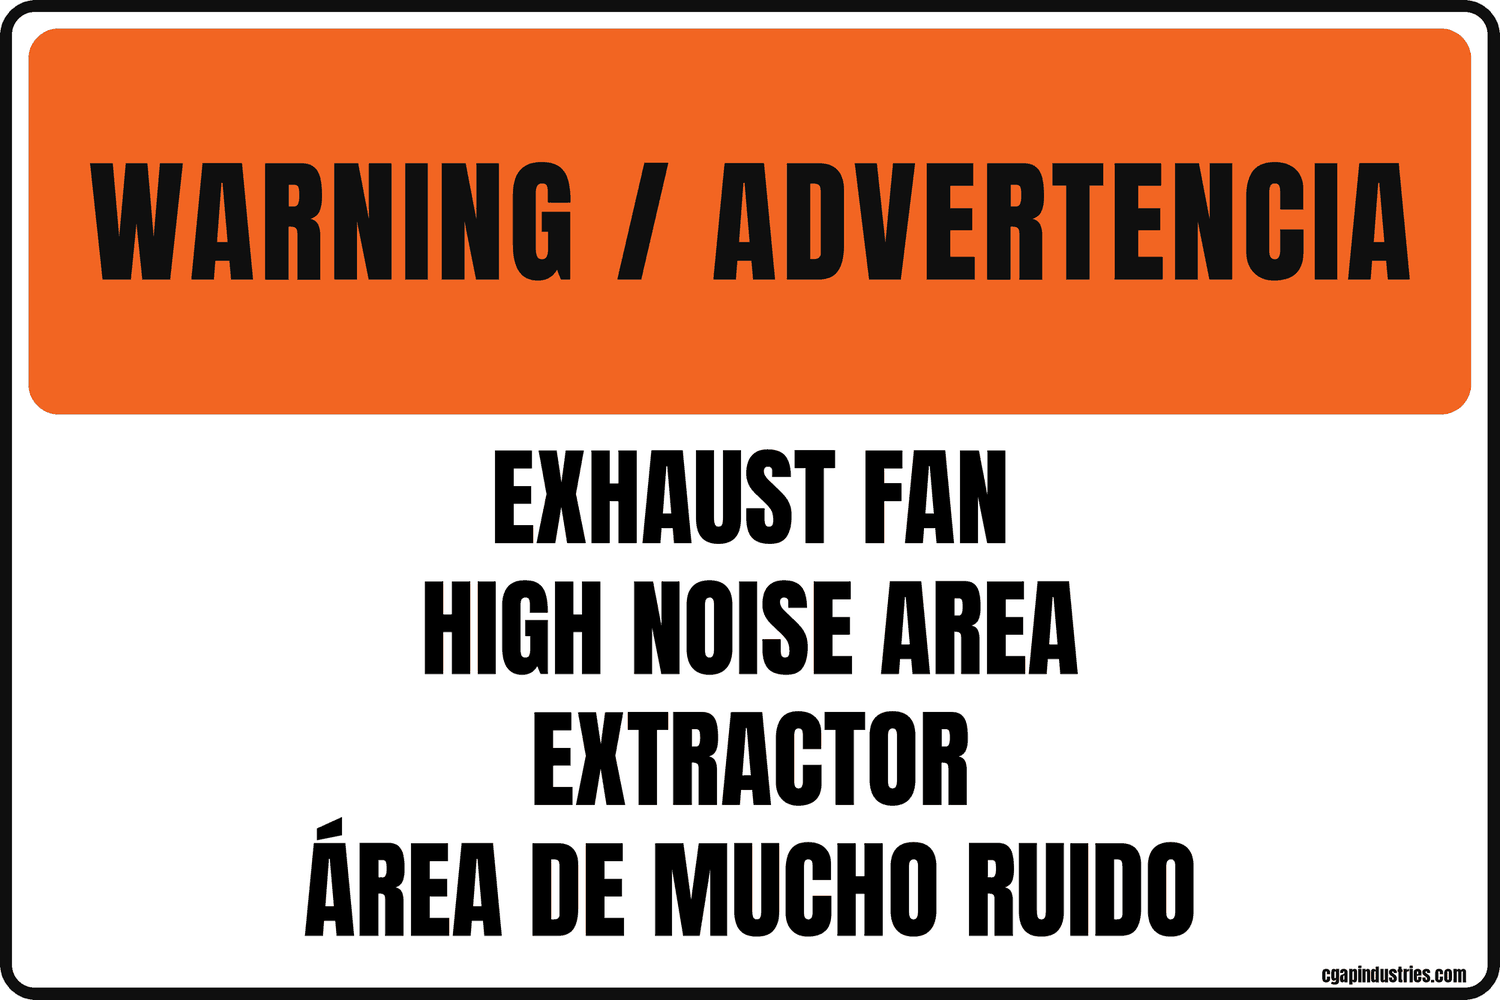 WARNING / ADVERTENCIA
EXHAUST FAN
HIGH NOISE AREA
EXTRACTOR
ÁREA DE MUCHO RUIDO
cgapindustries.com